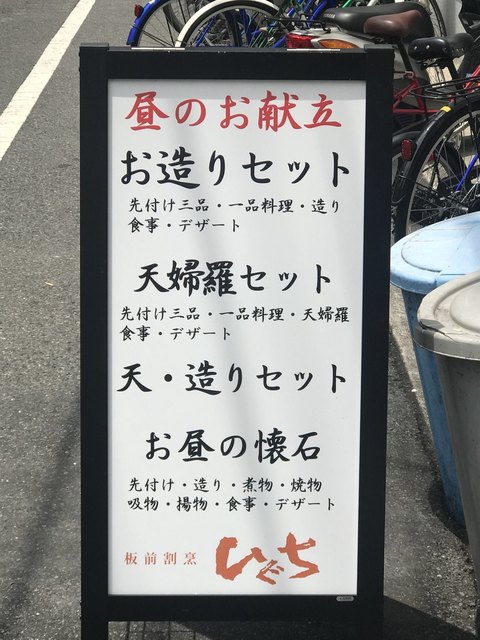 昼のお献立
お造りセット
先付け三品・一品料理・造り
食事・デザート
天婦羅セット
先付け三品・一品料理・天婦羅
食事・デザート
天・造りセット
お昼の懐石
先付け・造り・煮物・焼物
吸物・揚物・食事・デザート
板前割烹 ひぐち